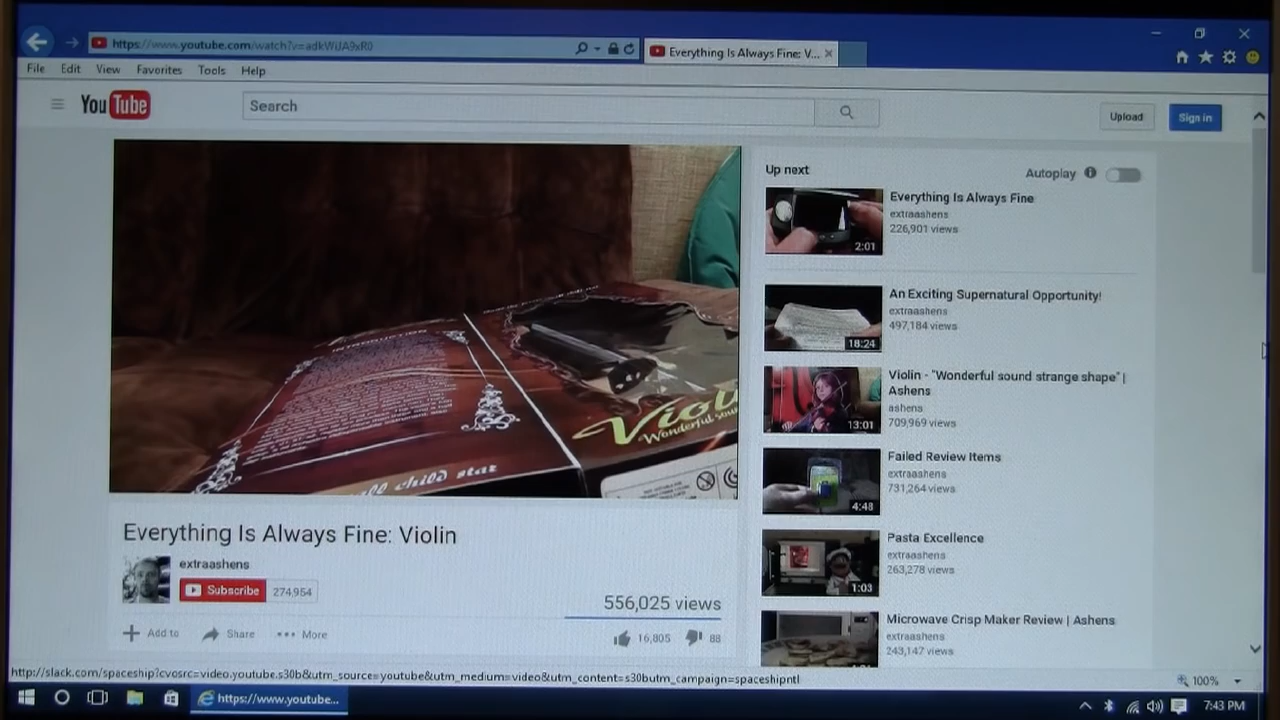 https://www.youtube.com/watch?v=adkWiJA9xR0
Everything Is Always Fine: V...
File Edit View Favorites Tools Help
YouTube
Search
Upload
Sign in
Up next
Autoplay
Everything Is Always Fine
extraashens
226,901 views
2:01
An Exciting Supernatural Opportunity!
extraashens
497,184 views
18:24
Violin - "Wonderful sound strange shape" |
Ashens
ashens
709,969 views
13:01
Failed Review Items
extraashens
731,264 views
4:48
Pasta Excellence
extraashens
263,278 views
1:03
Microwave Crisp Maker Review | Ashens
extraashens
243,147 views
INTRODUCTION
child star
Wonderful
Everything Is Always Fine: Violin
extraashens
Subscribe 274,954
556,025 views
Add to Share More
16,805 88
http://slack.com/spaceship?cvosrc=video.youtube.s30b&utm_source=youtube&utm_medium=video&utm_content=s30butm_campaign=spaceshipntl
100%
https://www.youtube...
7:43 PM